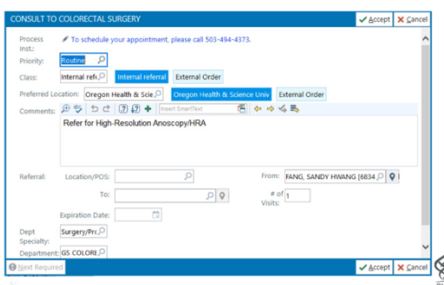 CONSULT TO COLORECTAL SURGERY
Accept Cancel
Process Inst.: To schedule your appointment, please call 503-494-4373.
Priority: Routine
Class: Internal refe Internal referral External Order
Preferred Location: Oregon Health & Scie Oregon Health & Science Univ External Order
Comments: Insert SmartText
Refer for High-Resolution Anoscopy/HRA
Referral: Location/POS: From: FANG, SANDY HWANG [6834
To: # of Visits: 1
Expiration Date:
Dept Specialty: Surgery/Prc
Department: GS COLORE
Next Required Accept Cancel